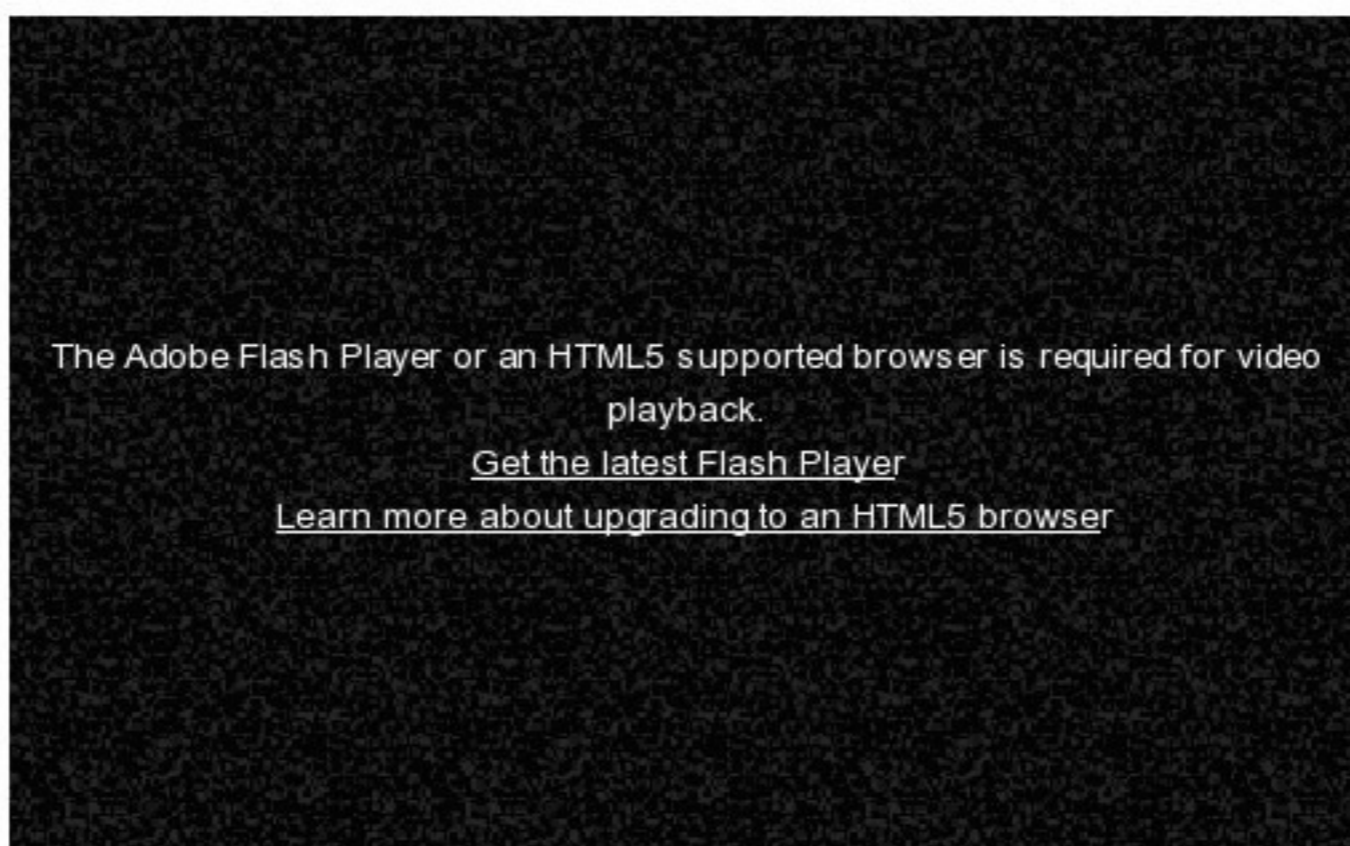 The Adobe Flash Player or an HTML5 supported browser is required for video
playback.
Get the latest Flash Player
Learn more about upgrading to an HTML5 browser